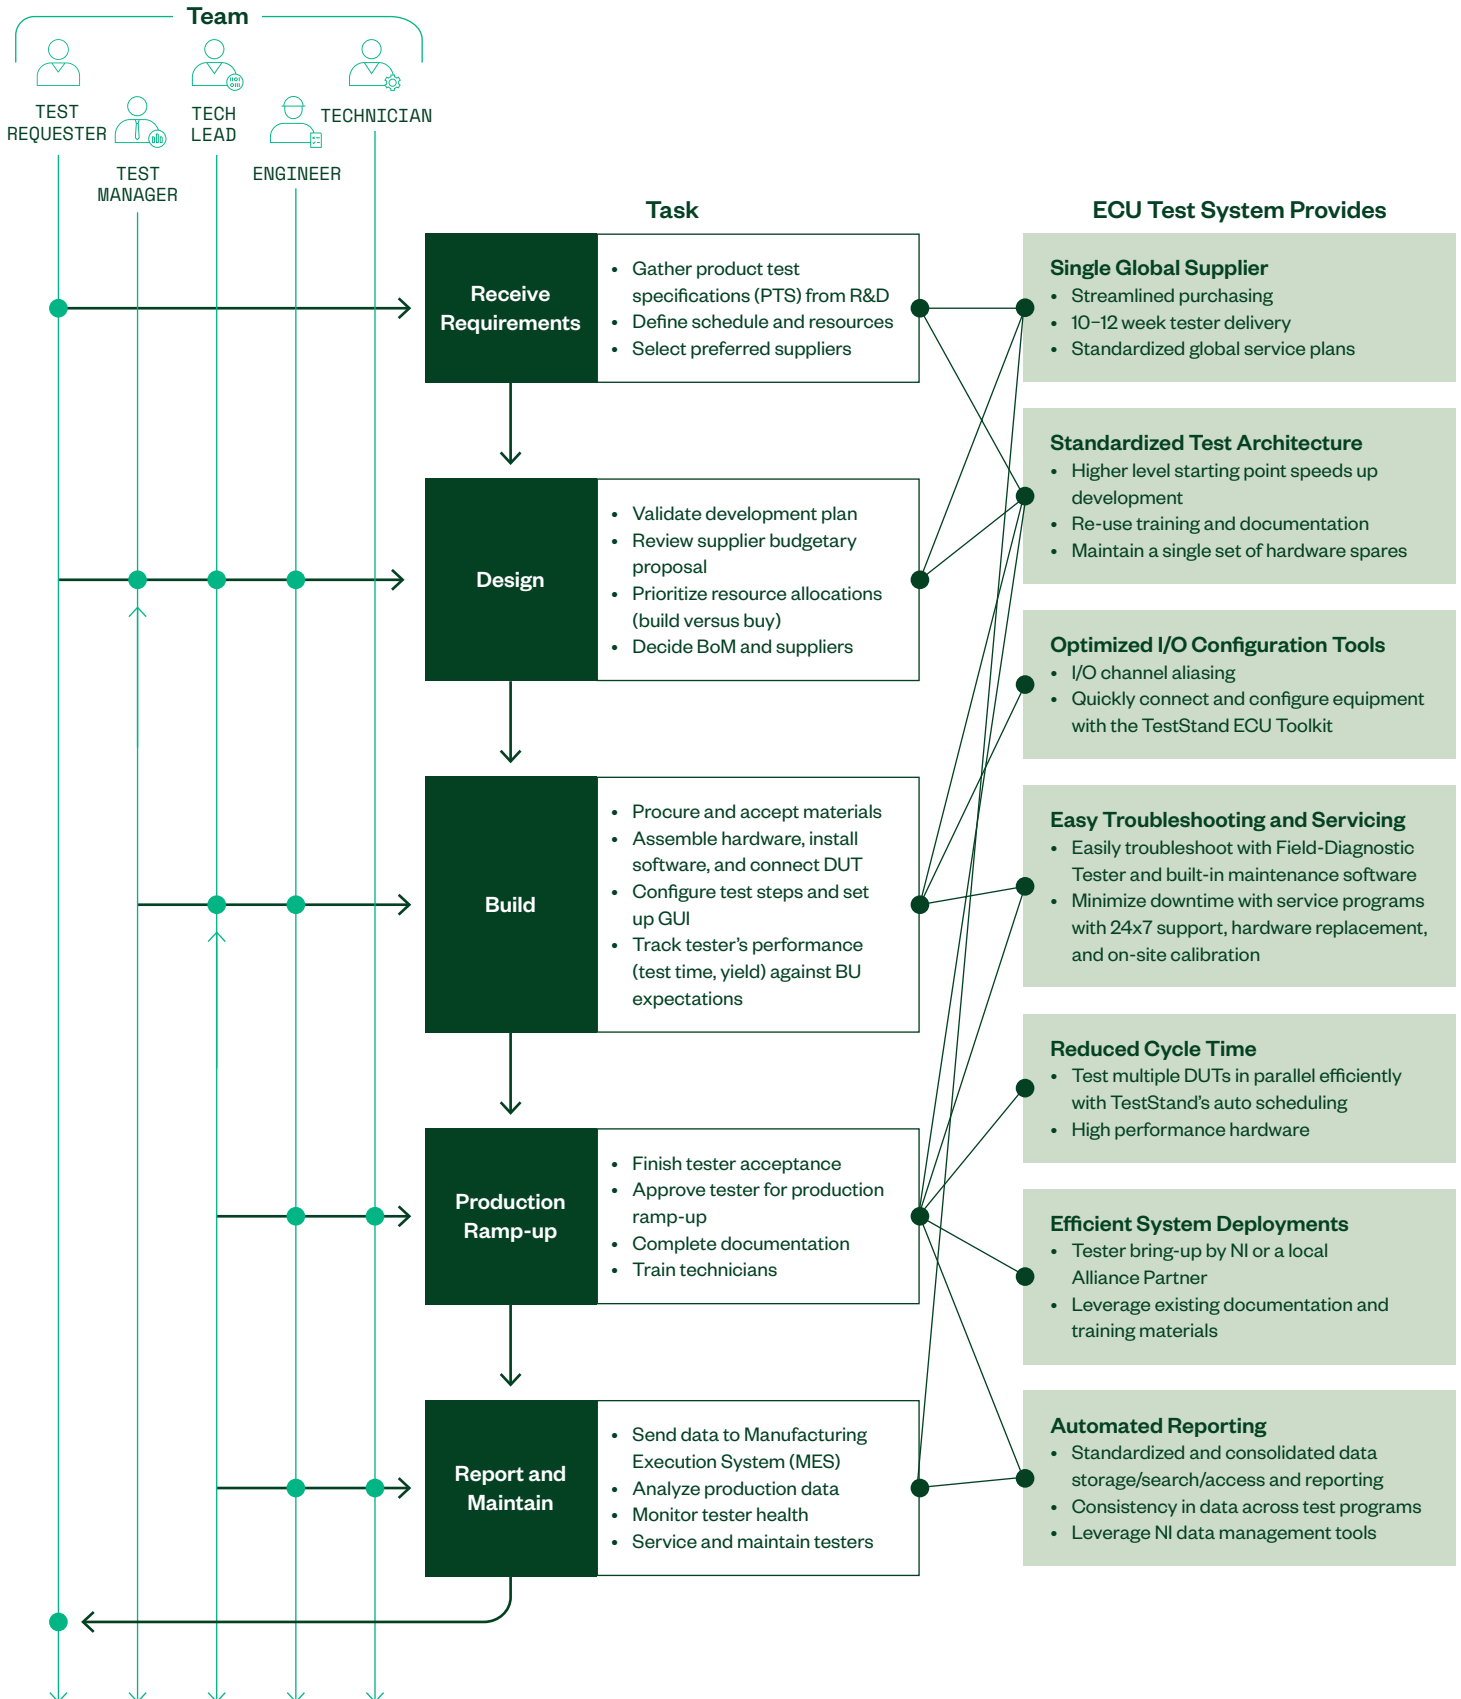 Team
TEST
REQUESTER
TEST
MANAGER
TECH
LEAD
ENGINEER
TECHNICIAN
Task
ECU Test System Provides
Receive
Requirements
• Gather product test
specifications (PTS) from R&D
• Define schedule and resources
• Select preferred suppliers
Design
• Validate development plan
• Review supplier budgetary
proposal
• Prioritize resource allocations
(build versus buy)
• Decide BoM and suppliers
Build
• Procure and accept materials
• Assemble hardware, install
software, and connect DUT
• Configure test steps and set
up GUI
• Track tester's performance
(test time, yield) against BU
expectations
Production
Ramp-up
• Finish tester acceptance
• Approve tester for production
ramp-up
• Complete documentation
• Train technicians
Report and
Maintain
• Send data to Manufacturing
Execution System (MES)
• Analyze production data
• Monitor tester health
• Service and maintain testers
Single Global Supplier
• Streamlined purchasing
• 10–12 week tester delivery
• Standardized global service plans
Standardized Test Architecture
• Higher level starting point speeds up
development
• Re-use training and documentation
• Maintain a single set of hardware spares
Optimized I/O Configuration Tools
• I/O channel aliasing
• Quickly connect and configure equipment
with the TestStand ECU Toolkit
Easy Troubleshooting and Servicing
• Easily troubleshoot with Field-Diagnostic
Tester and built-in maintenance software
• Minimize downtime with service programs
with 24x7 support, hardware replacement,
and on-site calibration
Reduced Cycle Time
• Test multiple DUTs in parallel efficiently
with TestStand's auto scheduling
• High performance hardware
Efficient System Deployments
• Tester bring-up by NI or a local
Alliance Partner
• Leverage existing documentation and
training materials
Automated Reporting
• Standardized and consolidated data
storage/search/access and reporting
• Consistency in data across test programs
• Leverage NI data management tools